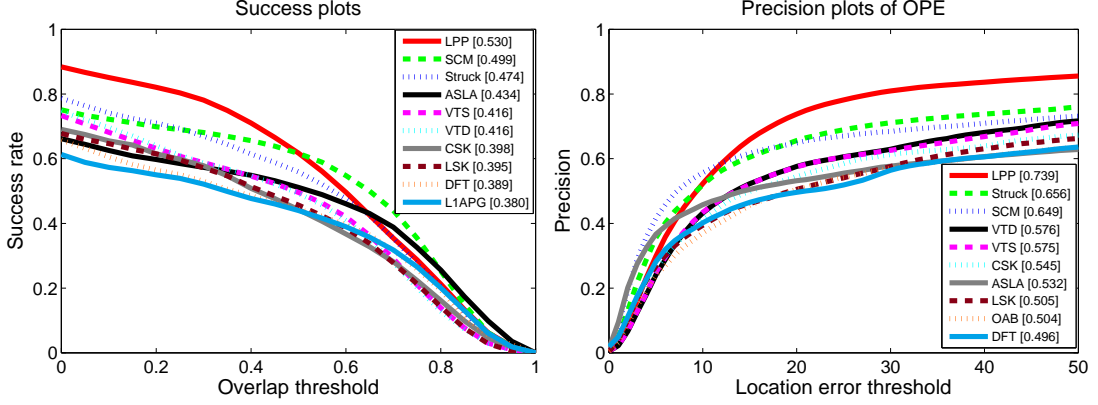 Success plots
Success rate
1
0.8
0.6
0.4
0.2
0
0 0.2 0.4 0.6 0.8 1
Overlap threshold
LPP [0.530]
SCM [0.499]
Struck [0.474]
ASLA [0.434]
VTS [0.416]
VTD [0.416]
CSK [0.398]
LSK [0.395]
DFT [0.389]
L1APG [0.380]
Precision plots of OPE
Precision
1
0.8
0.6
0.4
0.2
0
0 10 20 30 40 50
Location error threshold
LPP [0.739]
Struck [0.656]
SCM [0.649]
VTD [0.576]
VTS [0.575]
CSK [0.545]
ASLA [0.532]
LSK [0.505]
OAB [0.504]
DFT [0.496]